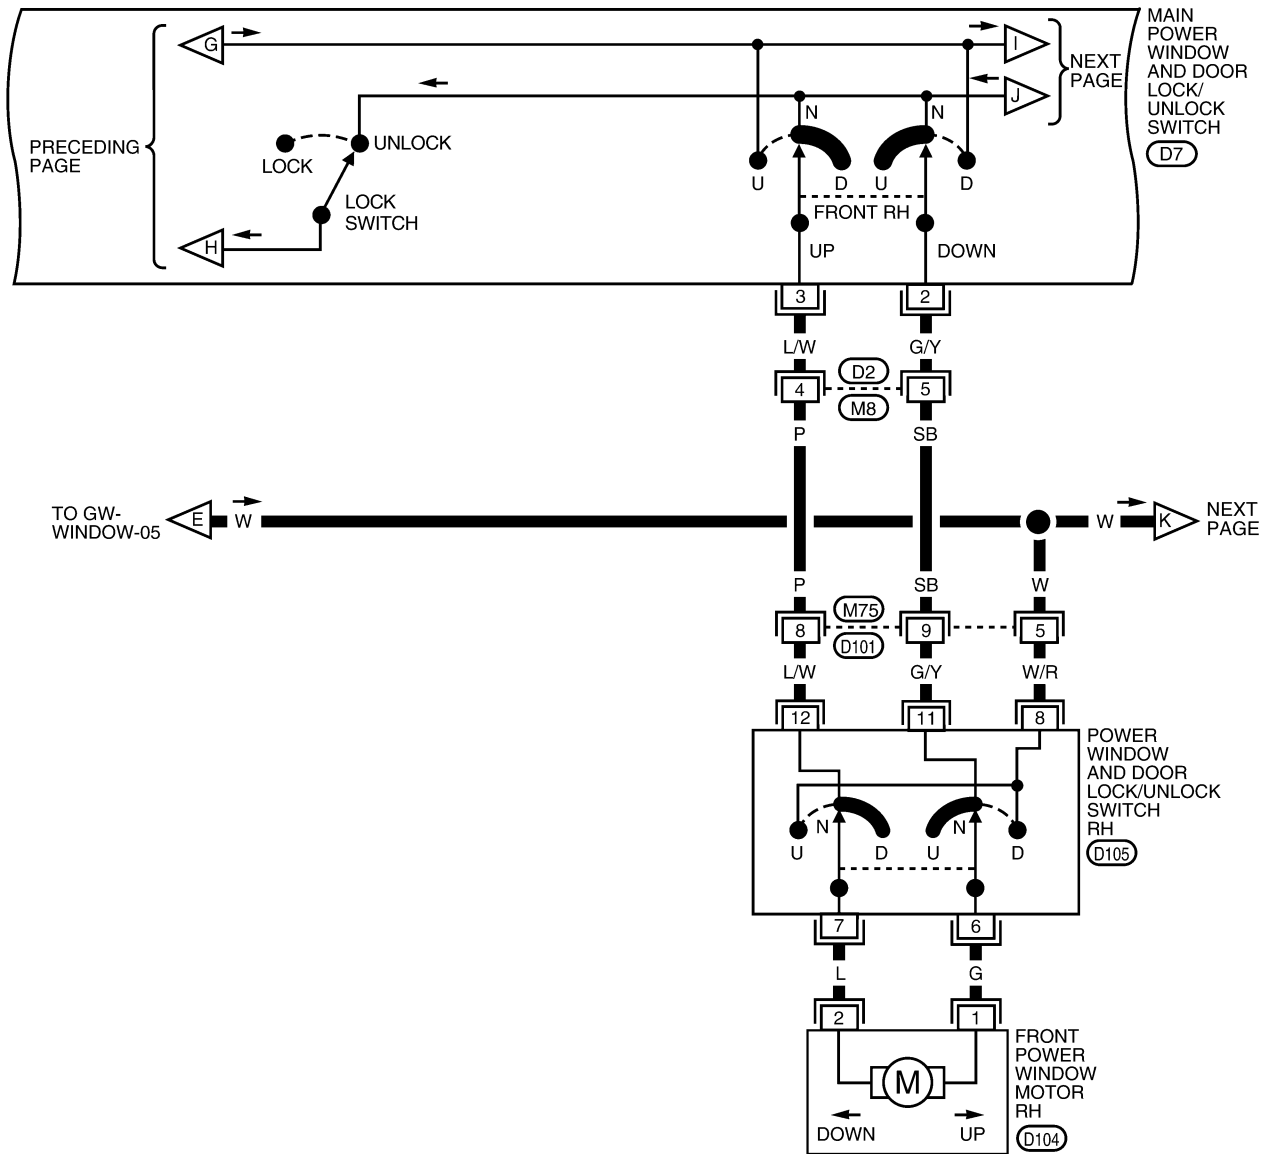 MAIN
POWER
WINDOW
AND DOOR
LOCK/
UNLOCK
SWITCH
D7
G
I
NEXT
PAGE
J
N
N
PRECEDING
PAGE
LOCK
UNLOCK
U
D
U
D
LOCK
SWITCH
FRONT RH
H
UP
DOWN
3
2
L/W
G/Y
D2
4
5
M8
P
SB
TO GW-
WINDOW-05
E
W
W
K
NEXT
PAGE
P
SB
W
M75
8
9
5
D101
L/W
G/Y
W/R
12
11
8
POWER
WINDOW
AND DOOR
LOCK/UNLOCK
SWITCH
RH
D105
N
N
U
D
U
D
7
6
L
G
2
1
FRONT
POWER
WINDOW
MOTOR
RH
D104
M
DOWN
UP